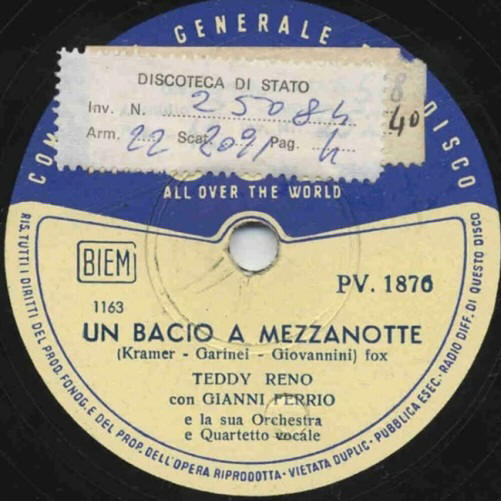 COM
GENERALE
DISCO
DISCOTECA DI STATO
Inv. N. 25084
Arm. 22 Scat. 209/ Pag. 4
40
ALL OVER THE WORLD
BIEM
PV. 1876
1163
UN BACIO A MEZZANOTTE
(Kramer - Garinei - Giovannini) fox
TEDDY RENO
con GIANNI FERRIO
e la sua Orchestra
e Quartetto vocale
RIS. TUTTI I DIRITTI DEL PROD. FONOG. E DEL PROP. DELL'OPERA RIPRODOTTA - VIETATA DUPLIC. - PUBBLICA ESEC. - RADIO DIFF. DI QUESTO DISCO